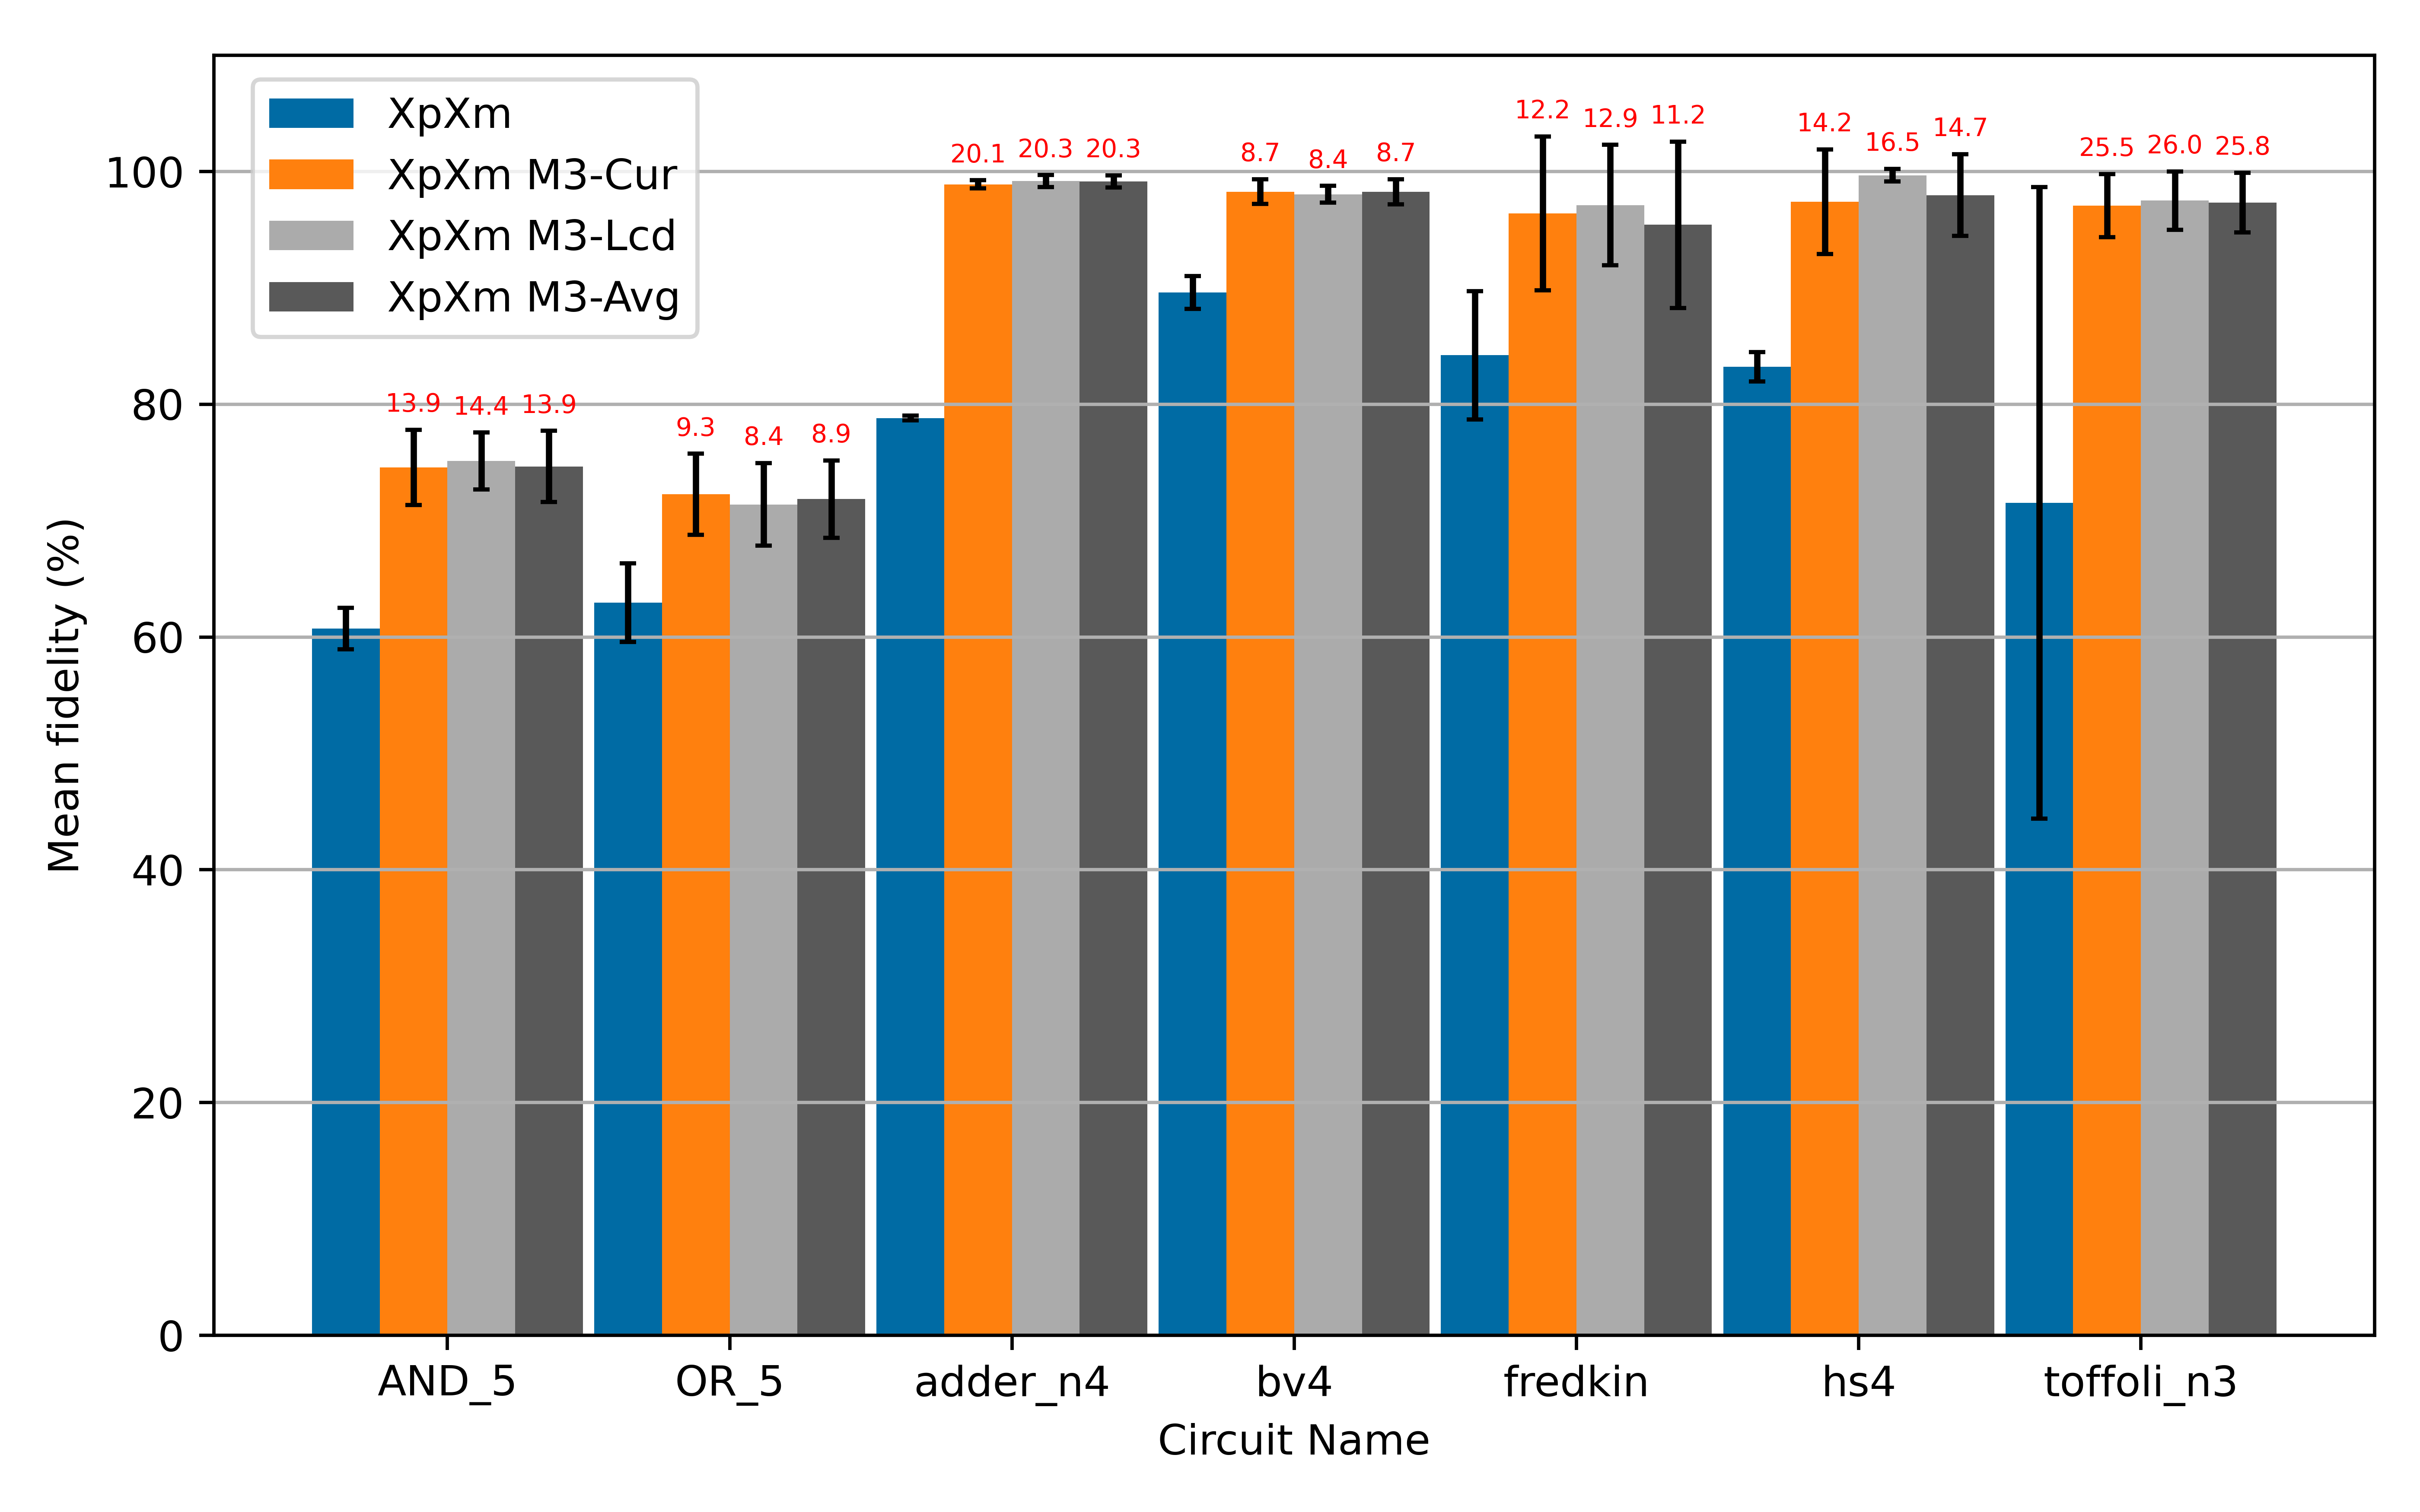 XpXm
XpXm M3-Cur
XpXm M3-Lcd
XpXm M3-Avg
13.9 14.4 13.9
9.3 8.4 8.9
20.1 20.3 20.3
8.7 8.4 8.7
12.2 12.9 11.2
14.2 16.5 14.7
25.5 26.0 25.8
Mean fidelity (%)
100
80
60
40
20
0
AND_5 OR_5 adder_n4 bv4 fredkin hs4 toffoli_n3
Circuit Name